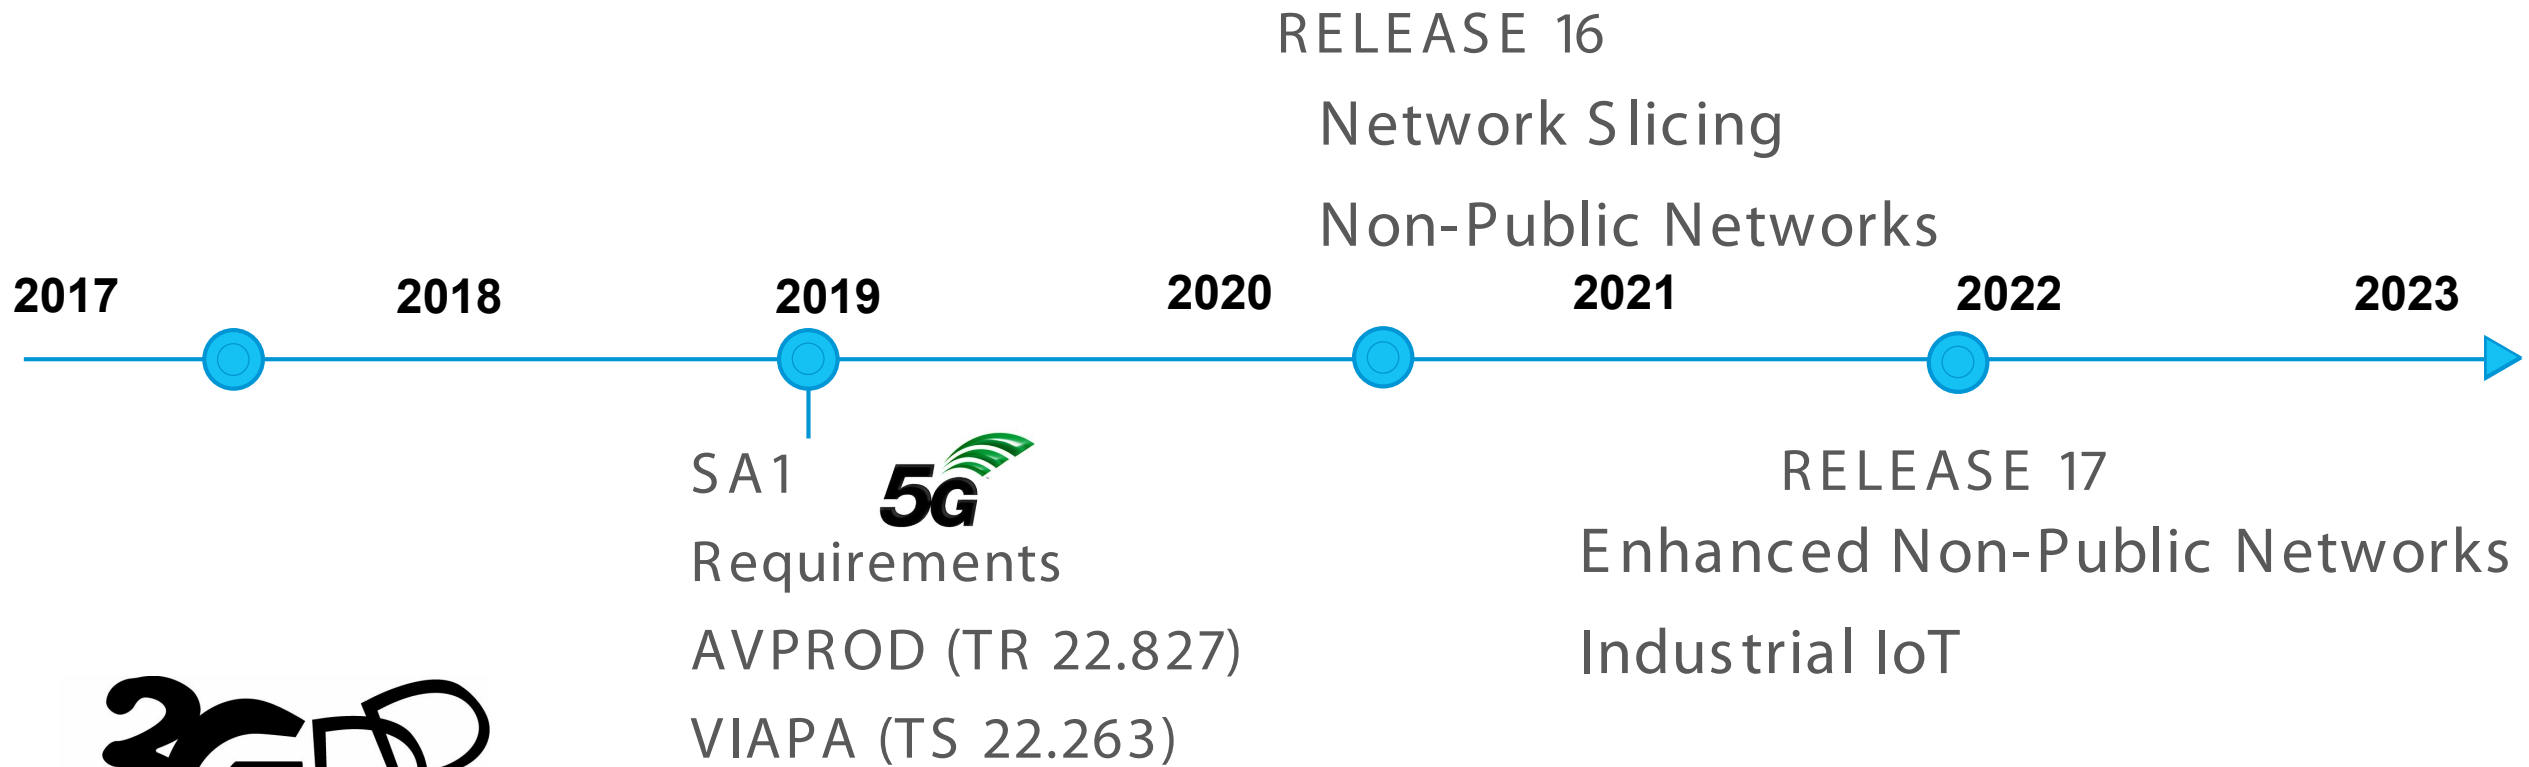 RELEASE 16
Network Slicing
Non-Public Networks
2017 2018 2019 2020 2021 2022 2023
SA1
5G
Requirements
AVPROD (TR 22.827)
VIAPA (TS 22.263)
RELEASE 17
Enhanced Non-Public Networks
Industrial IoT